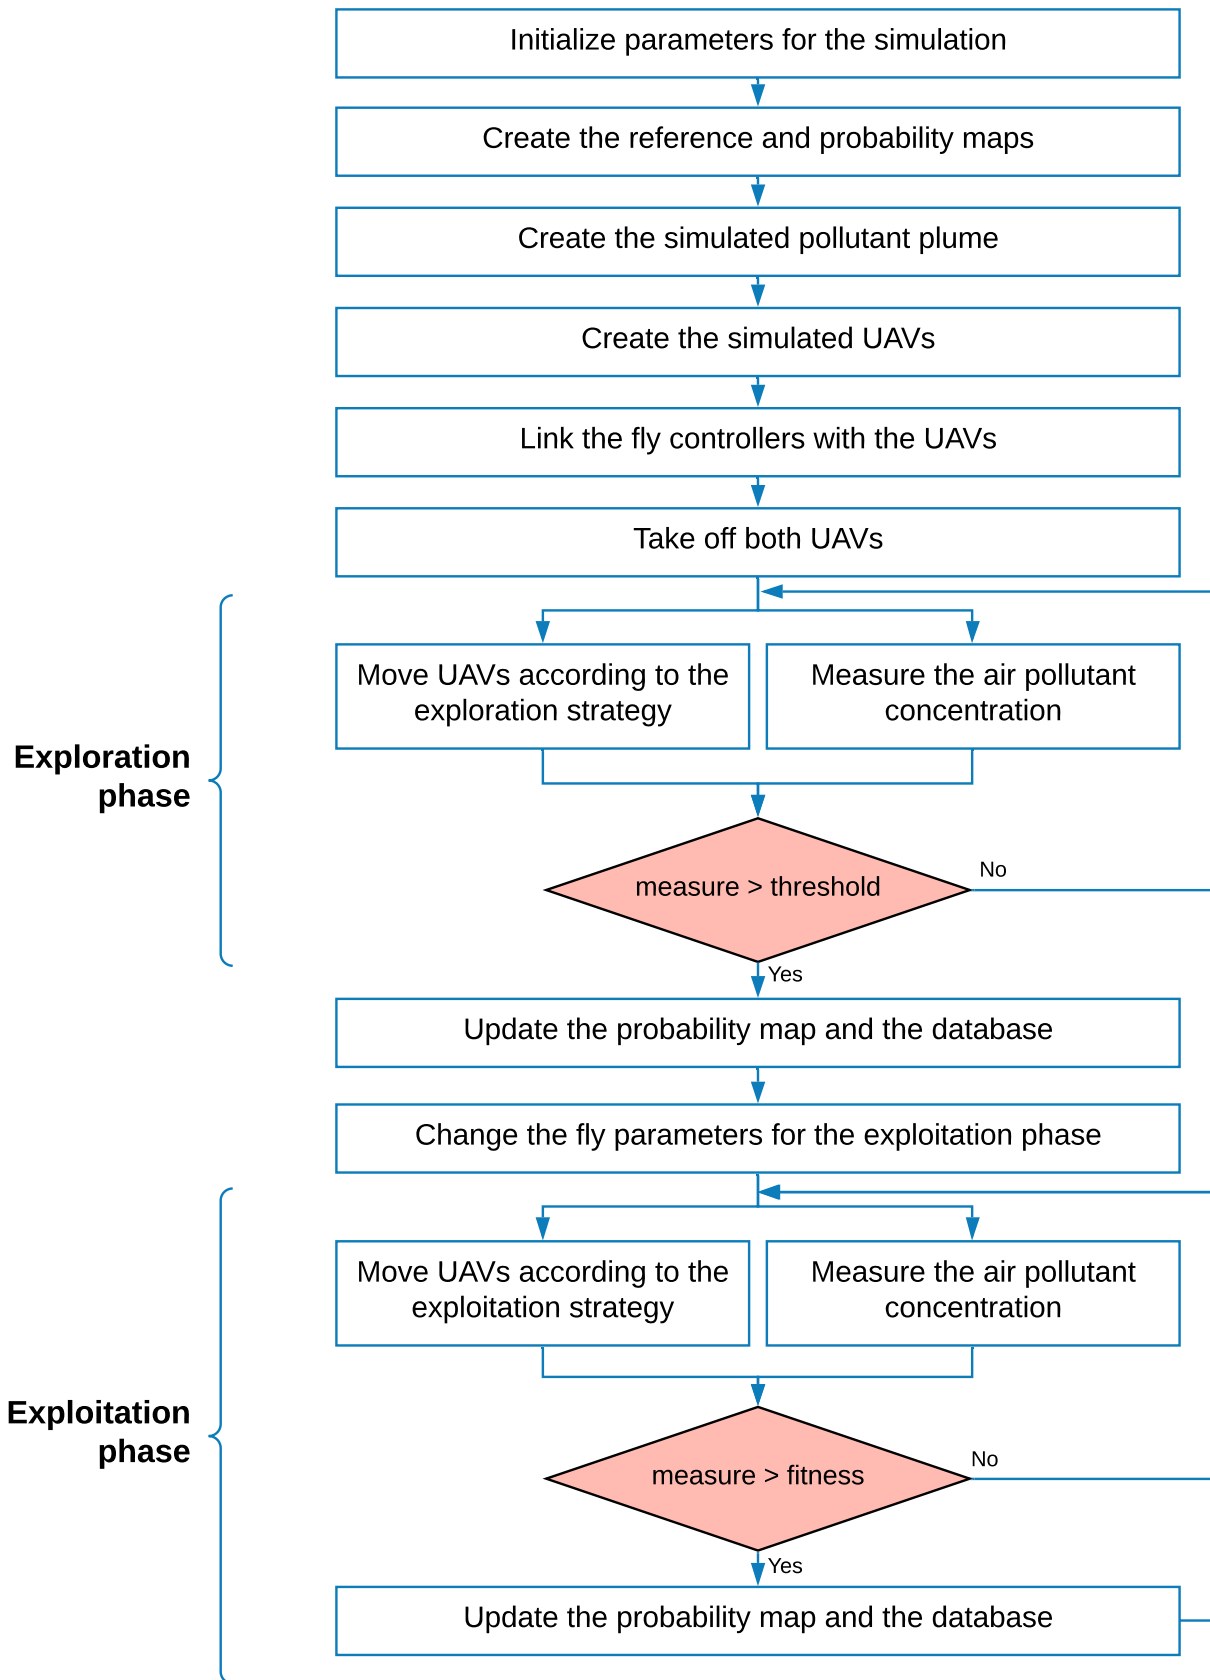 Initialize parameters for the simulation
Create the reference and probability maps
Create the simulated pollutant plume
Create the simulated UAVs
Link the fly controllers with the UAVs
Take off both UAVs
Exploration
phase
Move UAVs according to the
exploration strategy
Measure the air pollutant
concentration
measure > threshold
No
Yes
Update the probability map and the database
Change the fly parameters for the exploitation phase
Exploitation
phase
Move UAVs according to the
exploitation strategy
Measure the air pollutant
concentration
measure > fitness
No
Yes
Update the probability map and the database